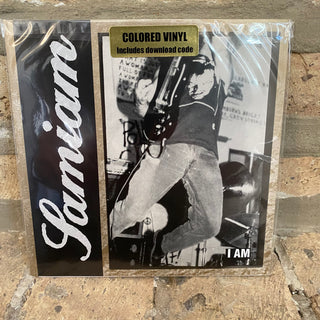 COLORED VINYL
Includes download code
Samiam
I AM